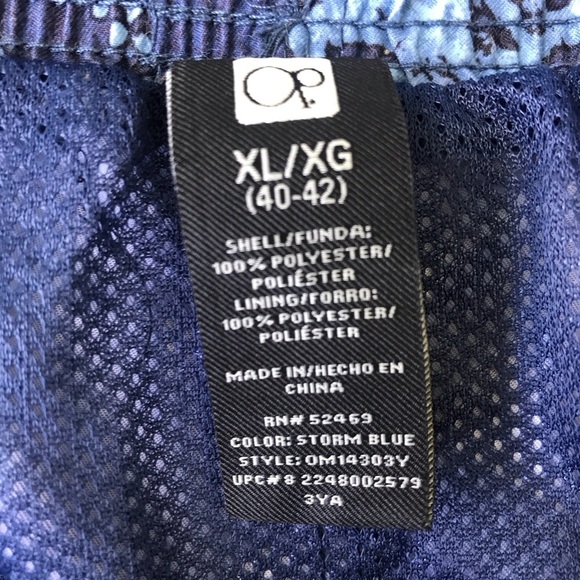 Op
XL/XG
(40-42)
SHELL/FUNDA:
100% POLYESTER/
POLIÉSTER
LINING/FORRO:
100% POLYESTER/
POLIÉSTER
MADE IN/HECHO EN
CHINA
RN# 52469
COLOR: STORM BLUE
STYLE: OM14303Y
UPC# 8 2248002579
3YA